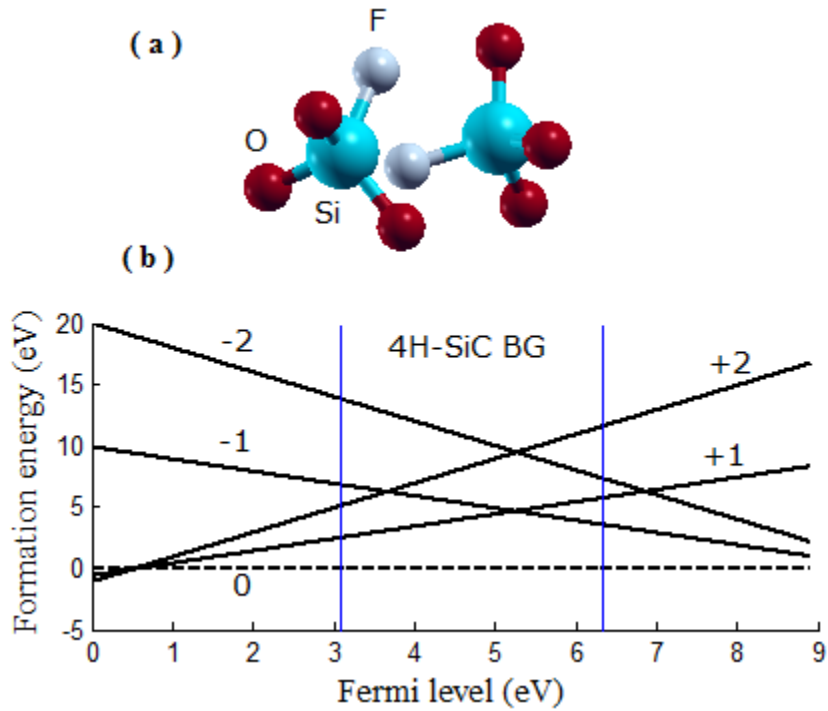 ( a )
F
O
Si
( b )
Formation energy (eV)
20
15
10
5
0
-5
-2
4H-SiC BG
+2
-1
+1
0
0 1 2 3 4 5 6 7 8 9
Fermi level (eV)